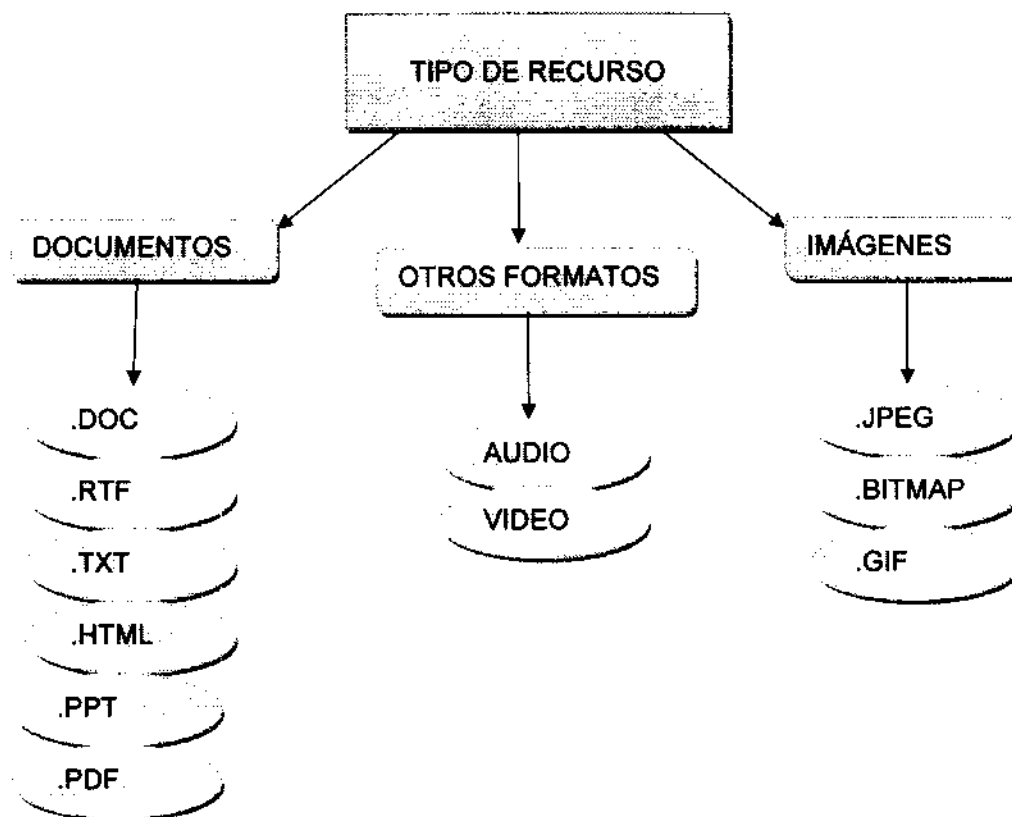 TIPO DE RECURSO
DOCUMENTOS
OTROS FORMATOS
IMÁGENES
.DOC
.RTF
.TXT
.HTML
.PPT
.PDF
AUDIO
VIDEO
.JPEG
.BITMAP
.GIF